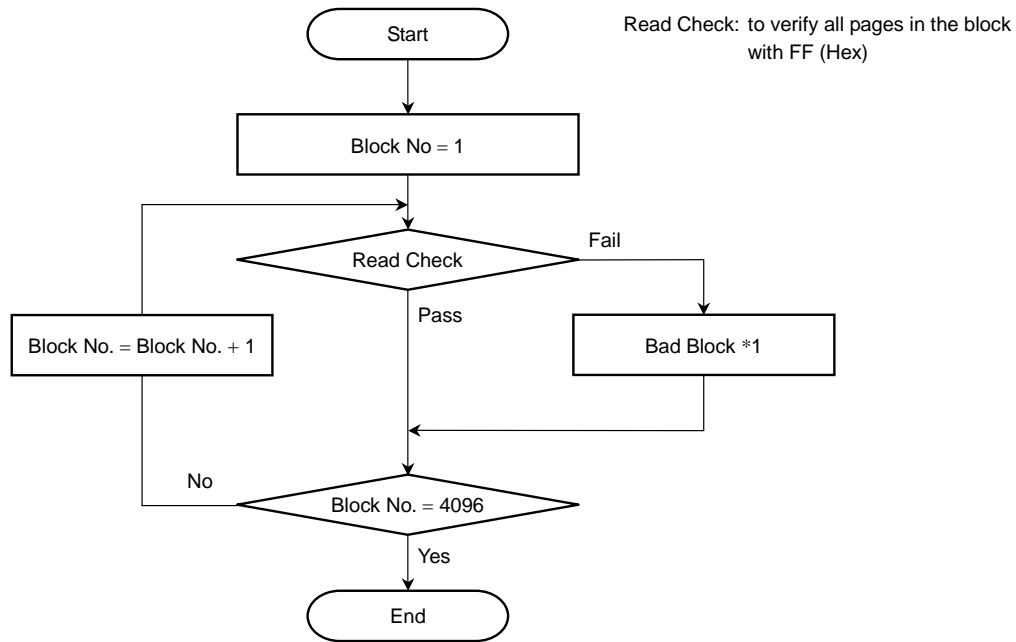 Start
Read Check: to verify all pages in the block
with FF (Hex)
Block No = 1
Fail
Read Check
Pass
Block No. = Block No. + 1
Bad Block *1
No
Block No. = 4096
Yes
End